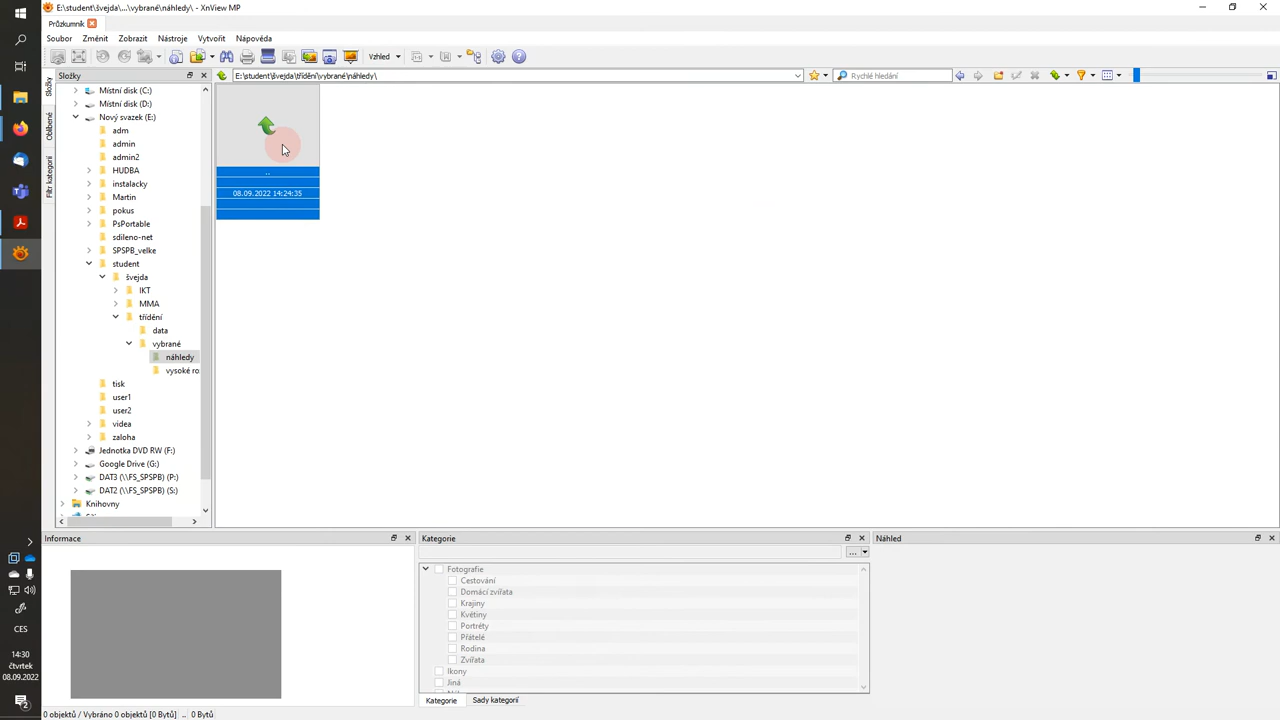 E:\student\švejda\...\vybrané\náhledy\ - XnView MP
Průzkumník
Soubor Změnit Zobrazit Nástroje Vytvořit Nápověda
Vzhled
Složky
E:\student\švejda\třídění\vybrané\náhledy\
Rychlé hledání
Složky
Oblíbené
Filtr kategorií
Místní disk (C:)
Místní disk (D:)
Nový svazek (E:)
adm
admin
admin2
HUDBA
instalacky
Martin
pokus
PsPortable
sdileno-net
SPSPB_velke
student
švejda
IKT
MMA
třídění
data
vybrané
náhledy
vysoké ro
tisk
user1
user2
videa
zaloha
Jednotka DVD RW (F:)
Google Drive (G:)
DAT3 (\\FS_SPSPB) (P:)
DAT2 (\\FS_SPSPB) (S:)
Knihovny
..
08.09.2022 14:24:35
Informace
Kategorie
...
Fotografie
Cestování
Domácí zvířata
Krajiny
Květiny
Portréty
Přátelé
Rodina
Zvířata
Ikony
Jiná
Kategorie Sady kategorií
Náhled
CES
14:30
čtvrtek
08.09.2022
2
0 objektů / Vybráno 0 objektů [0 Bytů] .. 0 Bytů